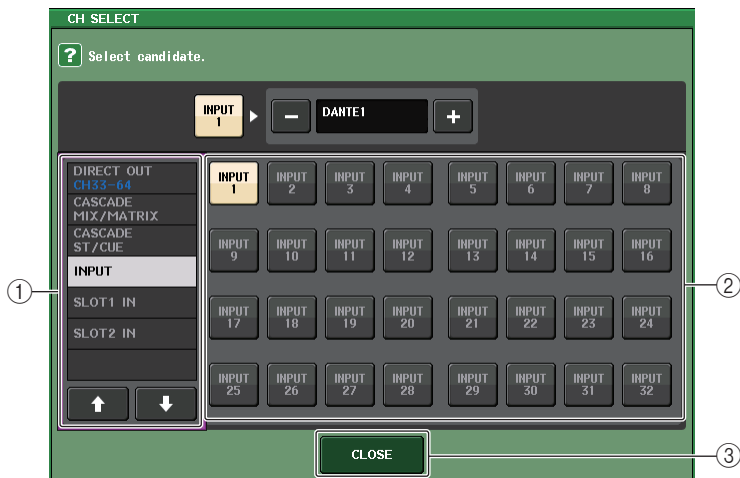 CH SELECT
? Select candidate.
INPUT
1
−
DANTE1
+
DIRECT OUT
CH33-64
CASCADE
MIX/MATRIX
CASCADE
ST/CUE
INPUT
SLOT1 IN
SLOT2 IN
INPUT
1
INPUT
2
INPUT
3
INPUT
4
INPUT
5
INPUT
6
INPUT
7
INPUT
8
INPUT
9
INPUT
10
INPUT
11
INPUT
12
INPUT
13
INPUT
14
INPUT
15
INPUT
16
INPUT
17
INPUT
18
INPUT
19
INPUT
20
INPUT
21
INPUT
22
INPUT
23
INPUT
24
INPUT
25
INPUT
26
INPUT
27
INPUT
28
INPUT
29
INPUT
30
INPUT
31
INPUT
32
CLOSE
①
②
③